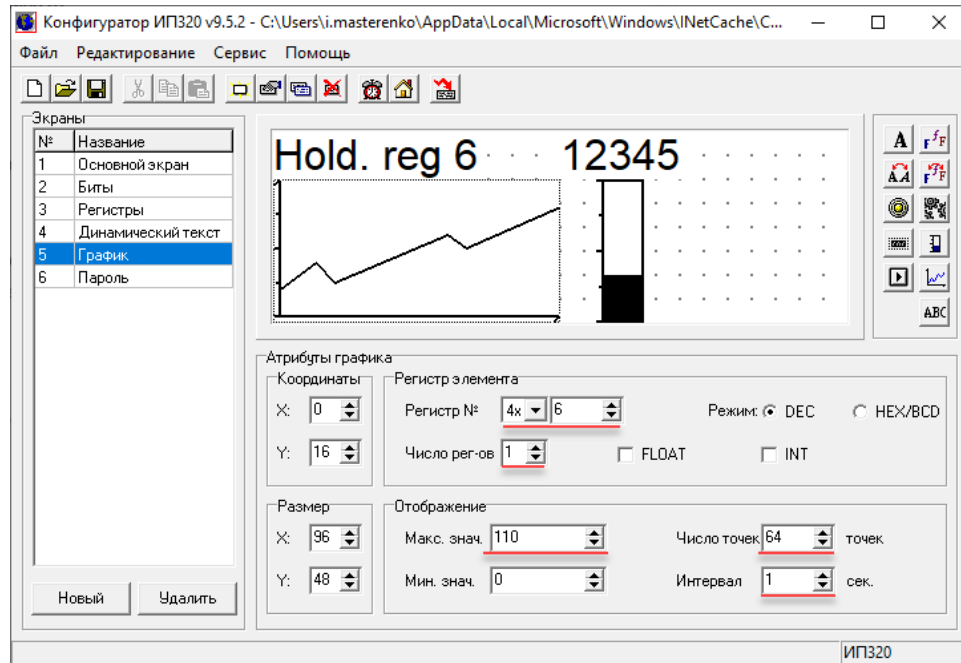 Конфигуратор ИП320 v9.5.2 - C:\Users\i.masterenko\AppData\Local\Microsoft\Windows\INetCache\C...
Файл Редактирование Сервис Помощь
Экраны
№ Название
1 Основной экран
2 Биты
3 Регистры
4 Динамический текст
5 График
6 Пароль
Новый Удалить
Hold. reg 6 12345
A fF
AA FF
ABC
Атрибуты графика
Координаты
X: 0
Y: 16
Регистр элемента
Регистр № 4x 6 Режим: DEC HEX/BCD
Число рег-ов 1 FLOAT INT
Размер
X: 96
Y: 48
Отображение
Макс. знач. 110 Число точек 64 точек
Мин. знач. 0 Интервал 1 сек.
ИП320